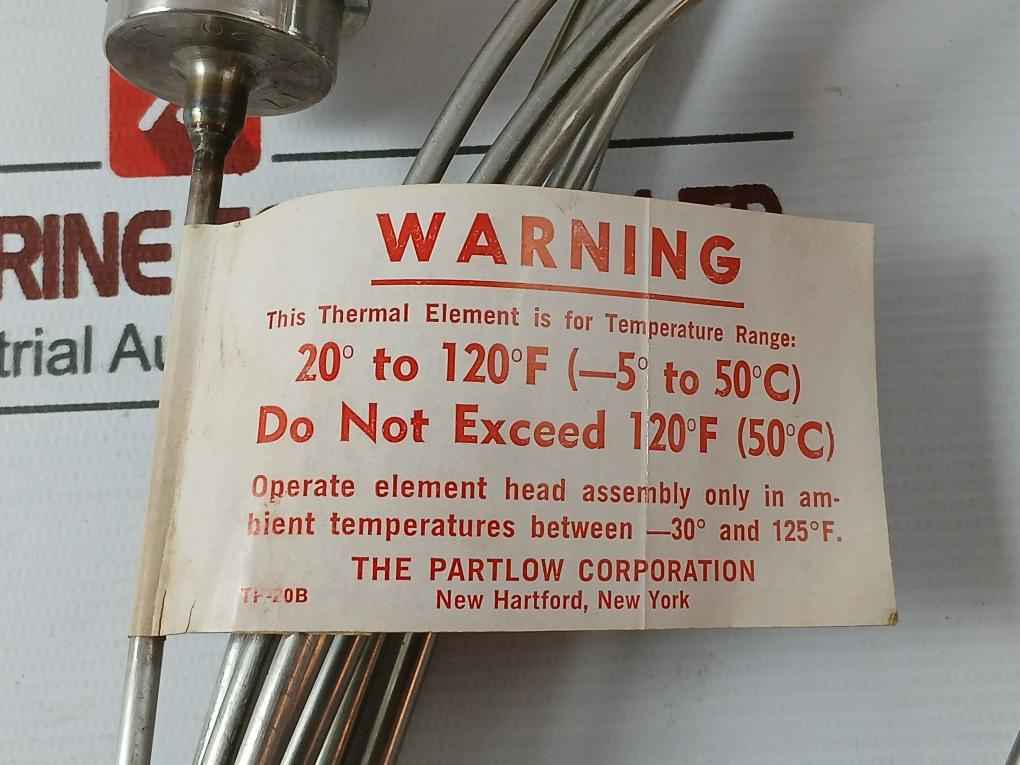 RINE
trial Au
WARNING
This Thermal Element is for Temperature Range:
20° to 120°F (—5° to 50°C)
Do Not Exceed 120°F (50°C)
Operate element head assembly only in am-
bient temperatures between —30° and 125°F.
THE PARTLOW CORPORATION
TP-20B
New Hartford, New York